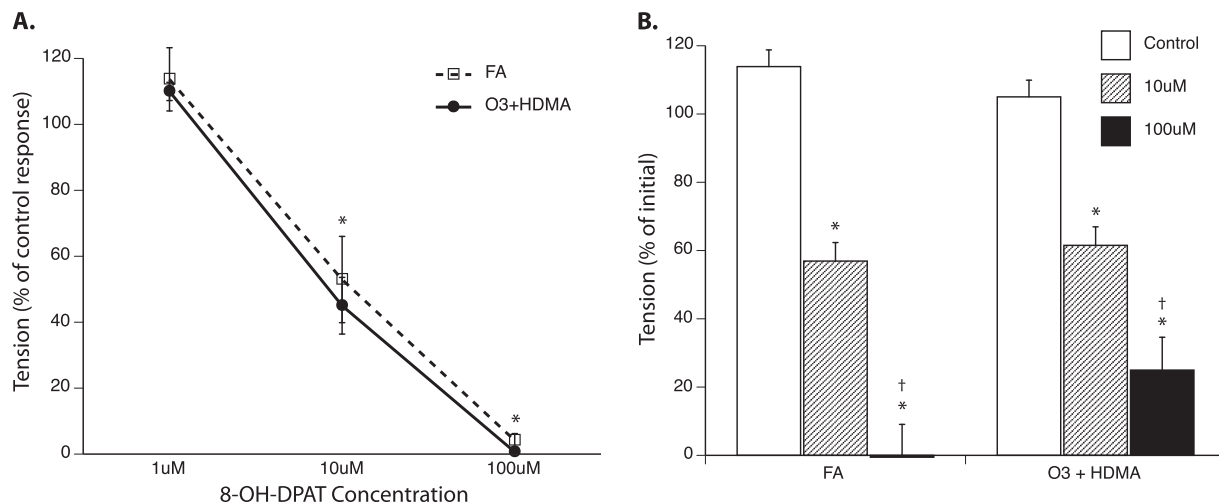 A.
Tension (% of control response)
120
100
80
60
40
20
0
FA
O3+HDMA
*
*
1uM 10uM 100uM
8-OH-DPAT Concentration
B.
Tension (% of initial)
120
100
80
60
40
20
0
Control
10uM
100uM
*
†
*
*
†
*
FA O3 + HDMA